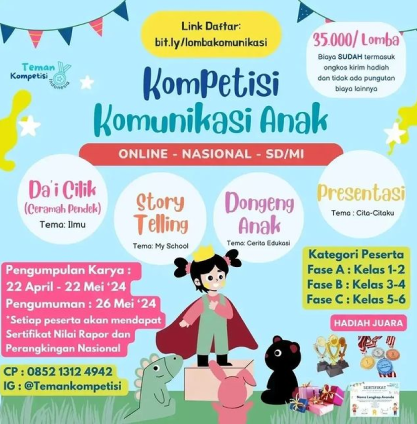 Link Daftar:
bit.ly/lombakomunikasi
35.000/ Lomba
Biaya SUDAH termasuk
ongkos kirim hadiah
dan tidak ada pungutan
biaya lainnya
Teman
Kompetisi
Indonesia
Kompetisi
Komunikasi Anak
ONLINE - NASIONAL - SD/MI
Da'i Cilik
(Ceramah Pendek)
Tema: Ilmu
Story
Telling
Tema: My School
Dongeng
Anak
Tema: Cerita Edukasi
Presentasi
Tema : Cita-Citaku
Pengumpulan Karya :
22 April - 22 Mei '24
Pengumuman : 26 Mei '24
*Setiap peserta akan mendapat
Sertifikat Nilai Rapor dan
Perangkingan Nasional
CP : 0852 1312 4942
IG : @Temankompetisi
Kategori Peserta
Fase A : Kelas 1-2
Fase B : Kelas 3-4
Fase C : Kelas 5-6
HADIAH JUARA
SERTIFIKAT
Nama Lengkap Ananda